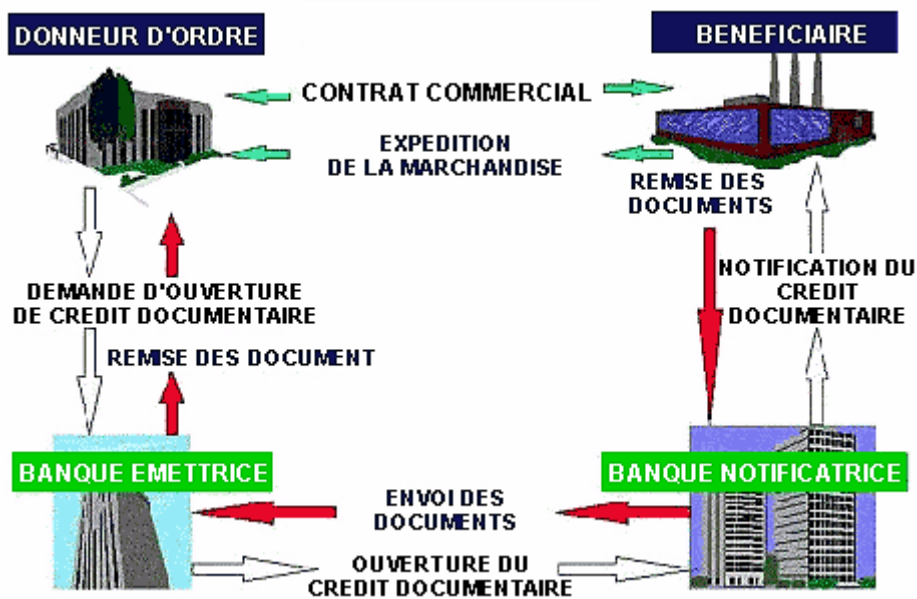 DONNEUR D'ORDRE
BENEFICIAIRE
CONTRAT COMMERCIAL
EXPEDITION
DE LA MARCHANDISE
REMISE DES
DOCUMENTS
NOTIFICATION DU
CREDIT
DOCUMENTAIRE
DEMANDE D'OUVERTURE
DE CREDIT DOCUMENTAIRE
REMISE DES DOCUMENT
BANQUE EMETTRICE
BANQUE NOTIFICATRICE
ENVOI DES
DOCUMENTS
OUVERTURE DU
CREDIT DOCUMENTAIRE